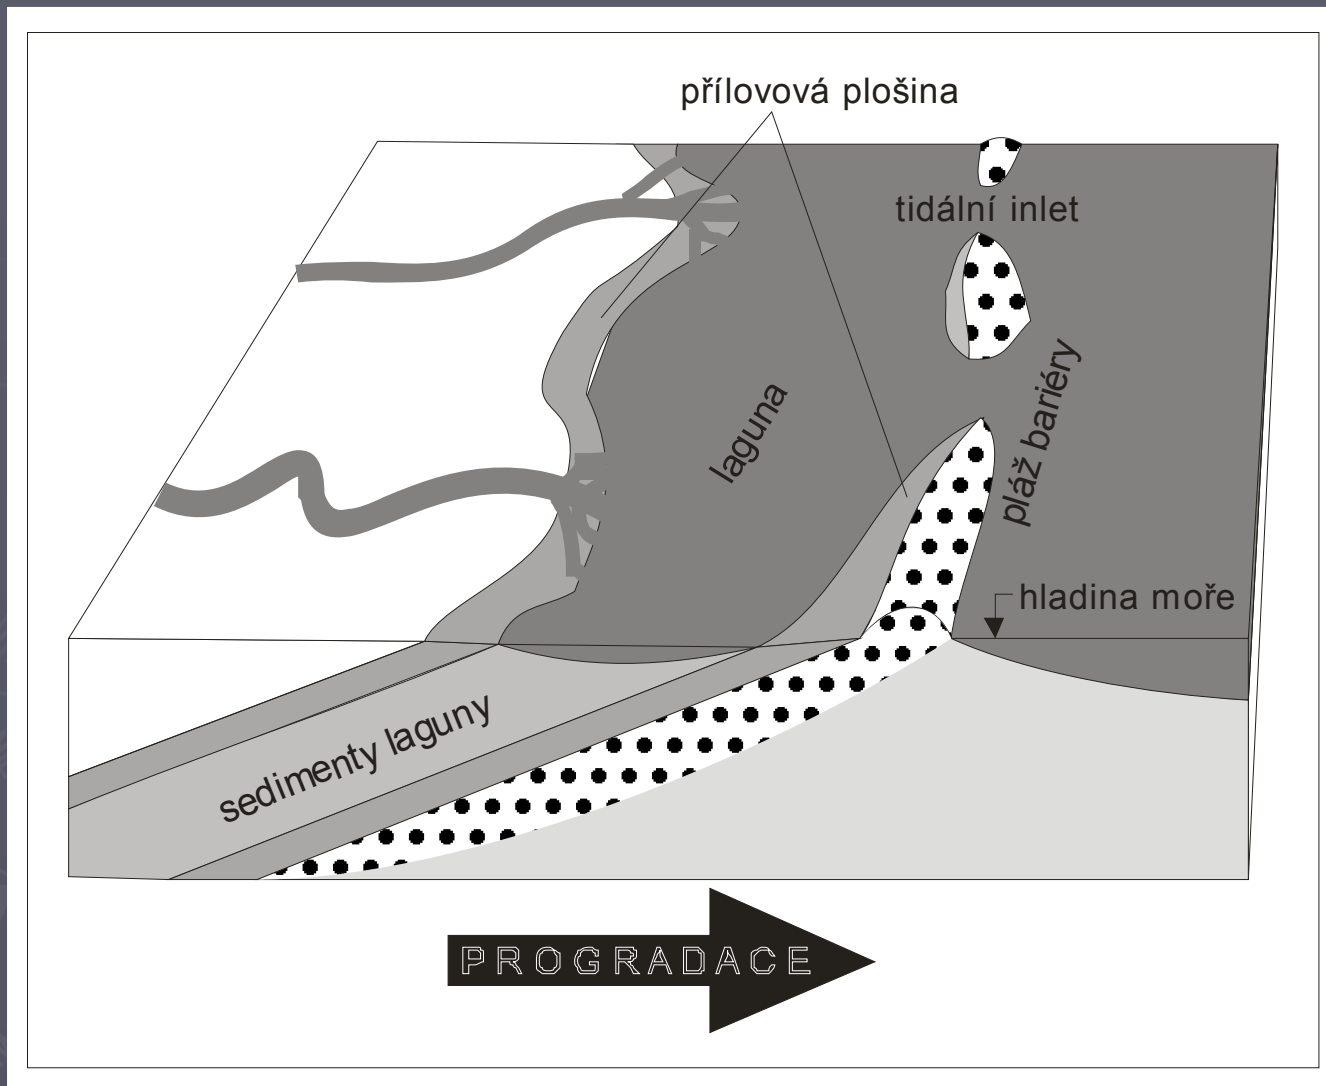 přílovová plošina
tidální inlet
laguna
pláž bariéry
hladina moře
sedimenty laguny
PROGRADACE